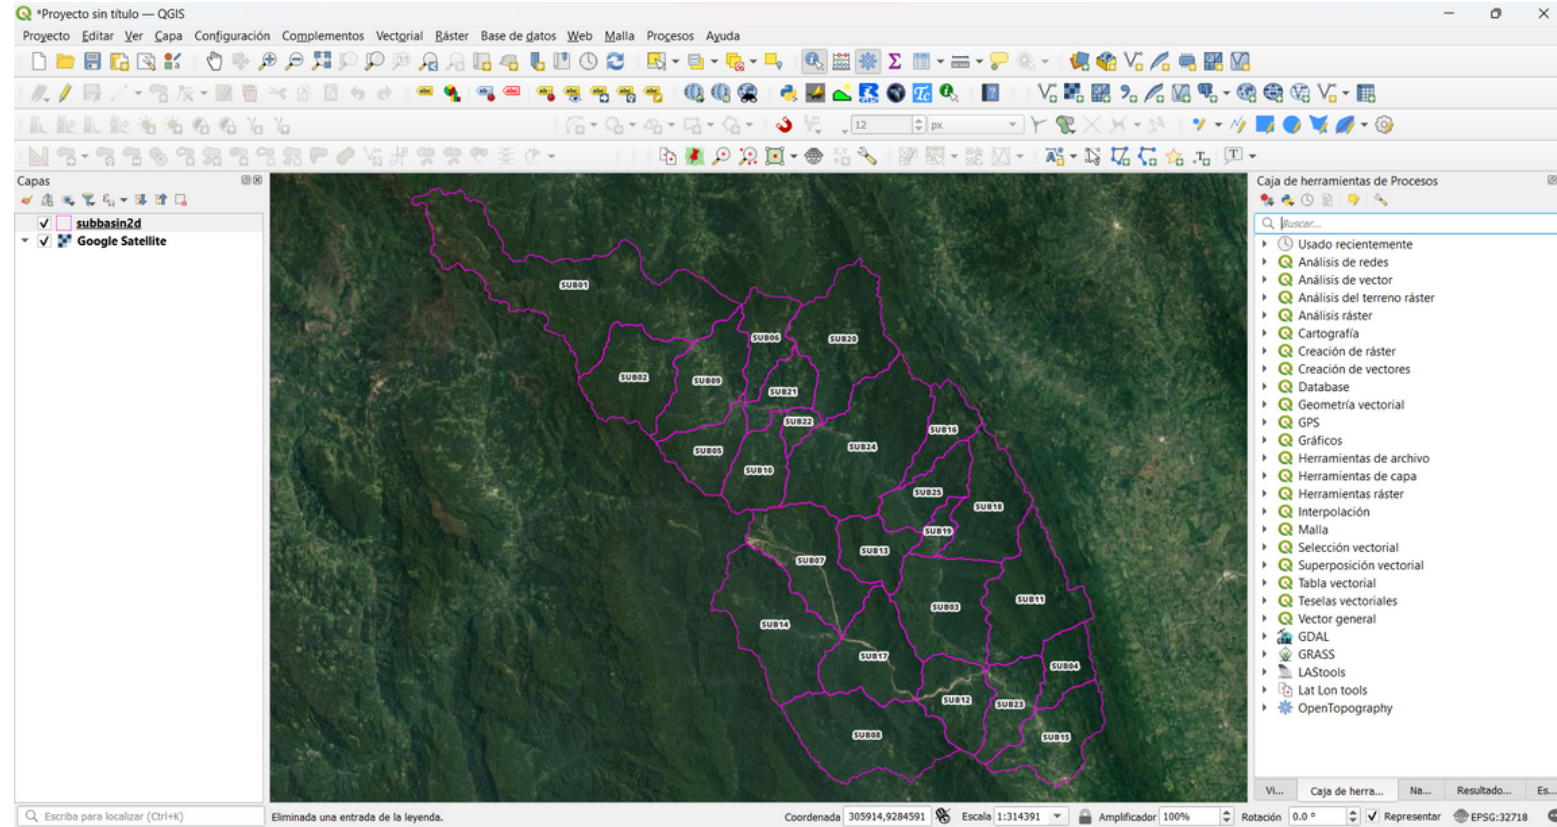 *Proyecto sin título — QGIS
Proyecto Editar Ver Capa Configuración Complementos Vectorial Ráster Base de datos Web Malla Procesos Ayuda
12 px
Capas
subbasin2d
Google Satellite
SUB01
SUB06
SUB20
SUB02
SUB09
SUB21
SUB22
SUB16
SUB24
SUB05
SUB10
SUB25
SUB18
SUB19
SUB13
SUB07
SUB11
SUB03
SUB14
SUB17
SUB04
SUB12
SUB23
SUB08
SUB15
Caja de herramientas de Procesos
Buscar...
Usado recientemente
Análisis de redes
Análisis de vector
Análisis del terreno ráster
Análisis ráster
Cartografía
Creación de ráster
Creación de vectores
Database
Geometría vectorial
GPS
Gráficos
Herramientas de archivo
Herramientas de capa
Herramientas ráster
Interpolación
Malla
Selección vectorial
Superposición vectorial
Tabla vectorial
Teselas vectoriales
Vector general
GDAL
GRASS
LAStools
Lat Lon tools
OpenTopography
Vi... Caja de herra... Na... Resultado... Es...
Escriba para localizar (Ctrl+K) Eliminada una entrada de la leyenda. Coordenada 305914,9284591 Escala 1:314391 Amplificador 100% Rotación 0.0 ° Representar EPSG:32718